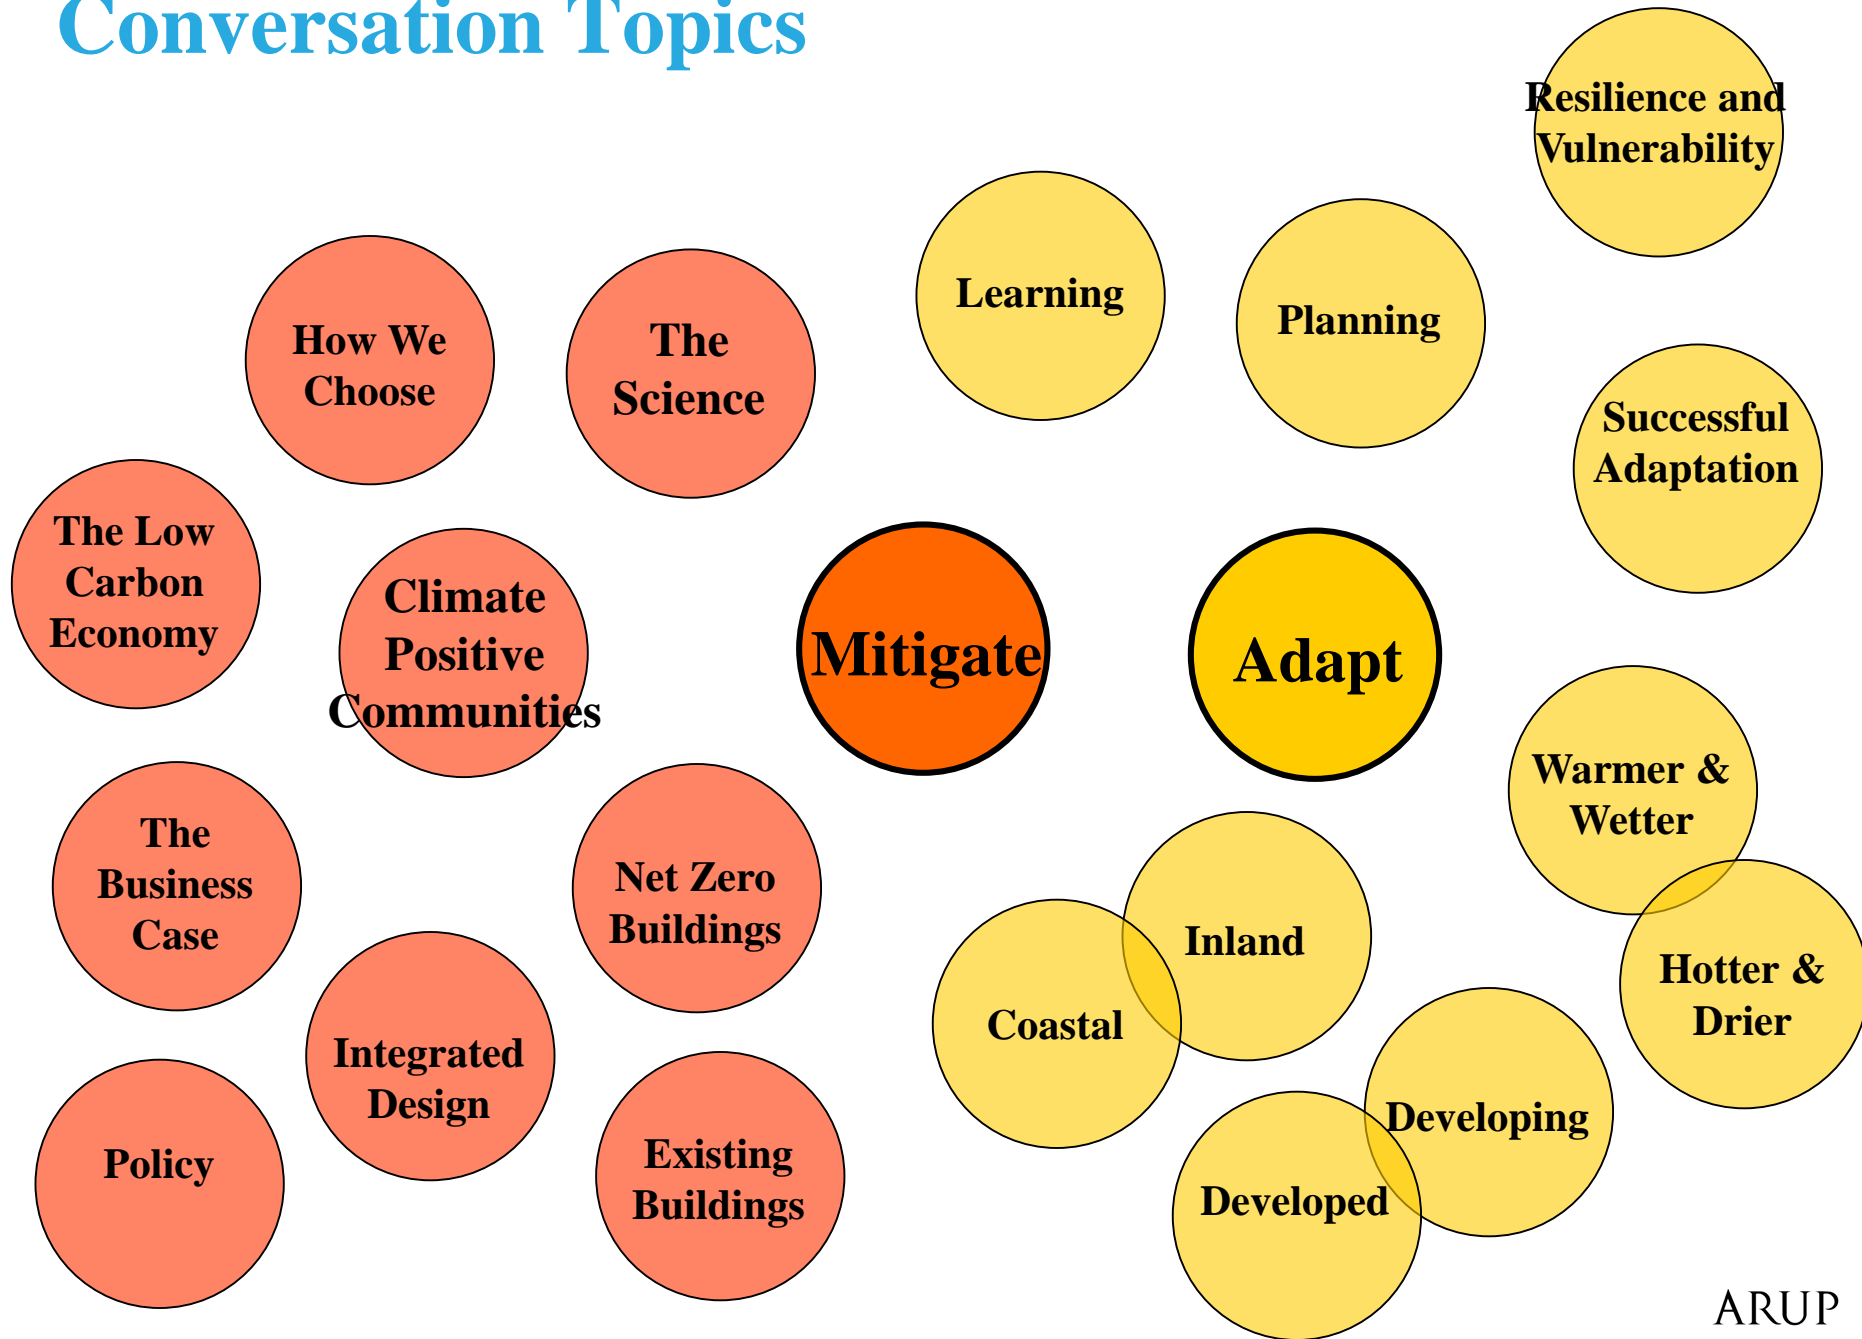 Conversation Topics
Resilience and
Vulnerability
Learning
Planning
How We
Choose
The
Science
Successful
Adaptation
The Low
Carbon
Economy
Climate
Positive
Communities
Mitigate
Adapt
Warmer &
Wetter
The
Business
Case
Net Zero
Buildings
Inland
Hotter &
Drier
Coastal
Integrated
Design
Developing
Policy
Existing
Buildings
Developed
ARUP